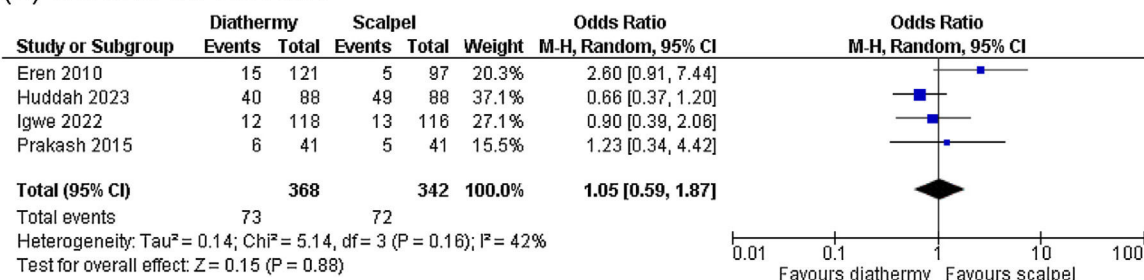 Diathermy Scalpel Odds Ratio Odds Ratio
Study or Subgroup Events Total Events Total Weight M-H, Random, 95% CI M-H, Random, 95% CI
Eren 2010 15 121 5 97 20.3% 2.60 [0.91, 7.44]
Huddah 2023 40 88 49 88 37.1% 0.66 [0.37, 1.20]
Igwe 2022 12 118 13 116 27.1% 0.90 [0.39, 2.06]
Prakash 2015 6 41 5 41 15.5% 1.23 [0.34, 4.42]
Total (95% CI) 368 342 100.0% 1.05 [0.59, 1.87]
Total events 73 72
Heterogeneity: Tau² = 0.14; Chi² = 5.14, df = 3 (P = 0.16); I² = 42%
Test for overall effect: Z = 0.15 (P = 0.88)
0.01 0.1 1 10 100
Favours diathermy Favours scalpel